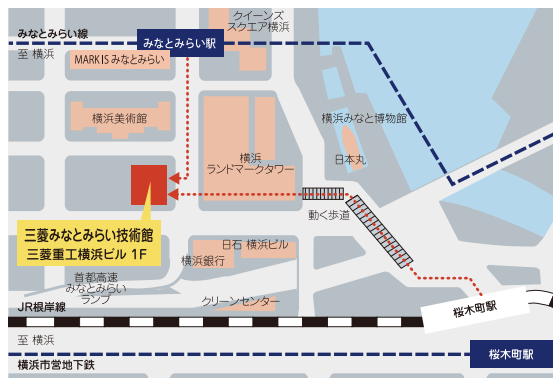 みなとみらい線
至 横浜
みなとみらい駅
クイーンズ
スクエア横浜
MARK IS みなとみらい
横浜美術館
横浜みなと博物館
横浜
ランドマークタワー
日本丸
動く歩道
三菱みなとみらい技術館
三菱重工横浜ビル 1F
日石 横浜ビル
横浜銀行
首都高速
みなとみらい
ランプ
クリーンセンター
JR根岸線
桜木町駅
至 横浜
桜木町駅
横浜市営地下鉄